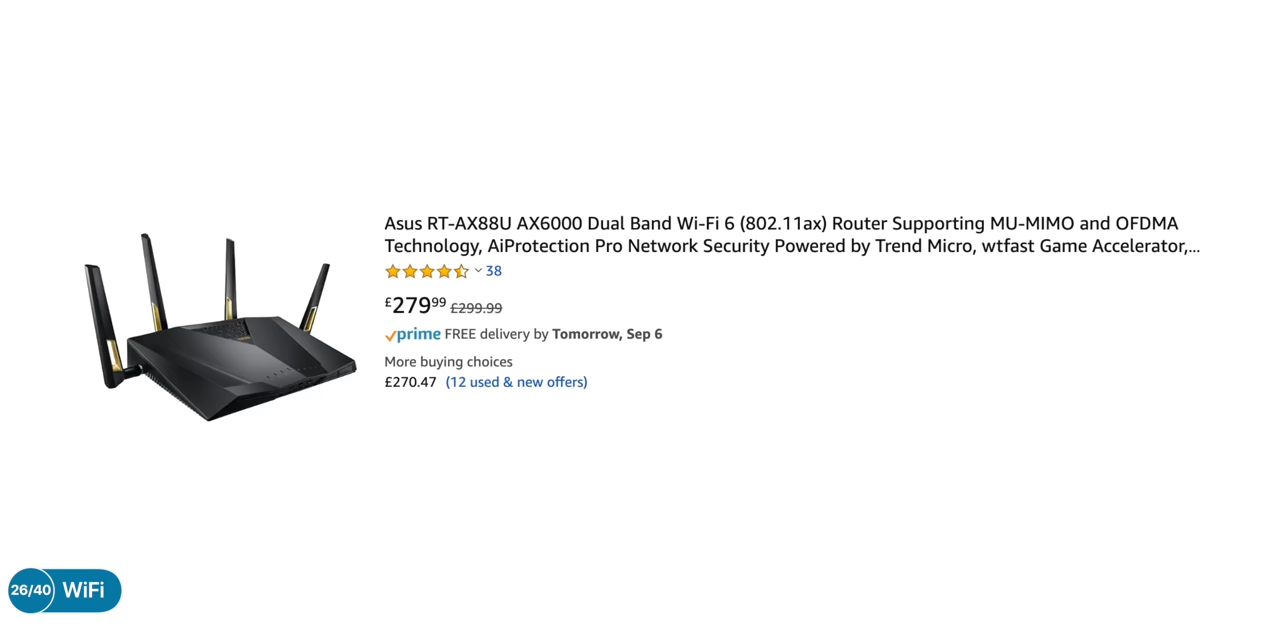 Asus RT-AX88U AX6000 Dual Band Wi-Fi 6 (802.11ax) Router Supporting MU-MIMO and OFDMA
Technology, AiProtection Pro Network Security Powered by Trend Micro, wtfast Game Accelerator,...
38
£27999 £299.99
prime FREE delivery by Tomorrow, Sep 6
More buying choices
£270.47 (12 used & new offers)
26/40 WiFi